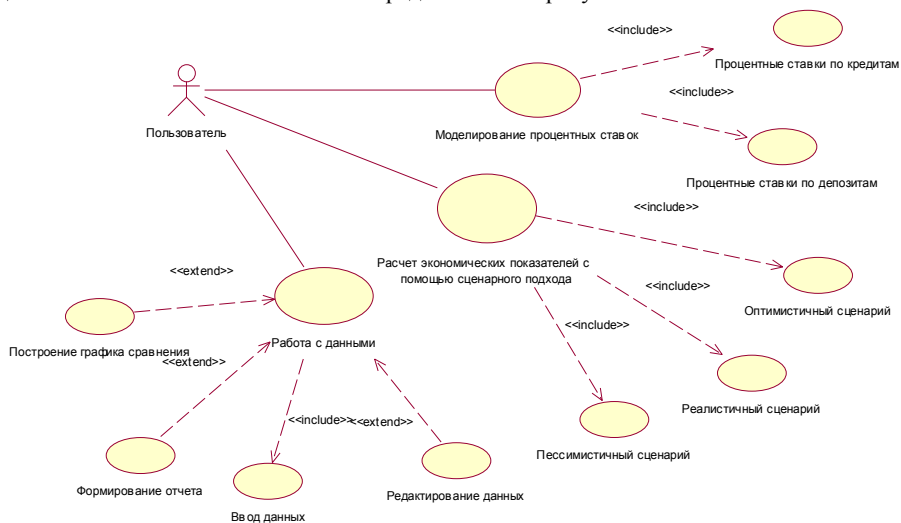 <<include>>
Процентные ставки по кредитам
<<include>>
Пользователь
Моделирование процентных ставок
Процентные ставки по депозитам
<<include>>
Расчет экономических показателей с
помощью сценарного подхода
<<extend>>
<<include>>
Оптимистичный сценарий
<<include>>
Работа с данными
Построение графика сравнения
<<extend>>
Реалистичный сценарий
<<include>>
<<extend>>
Пессимистичный сценарий
Формирование отчета
Редактирование данных
Ввод данных